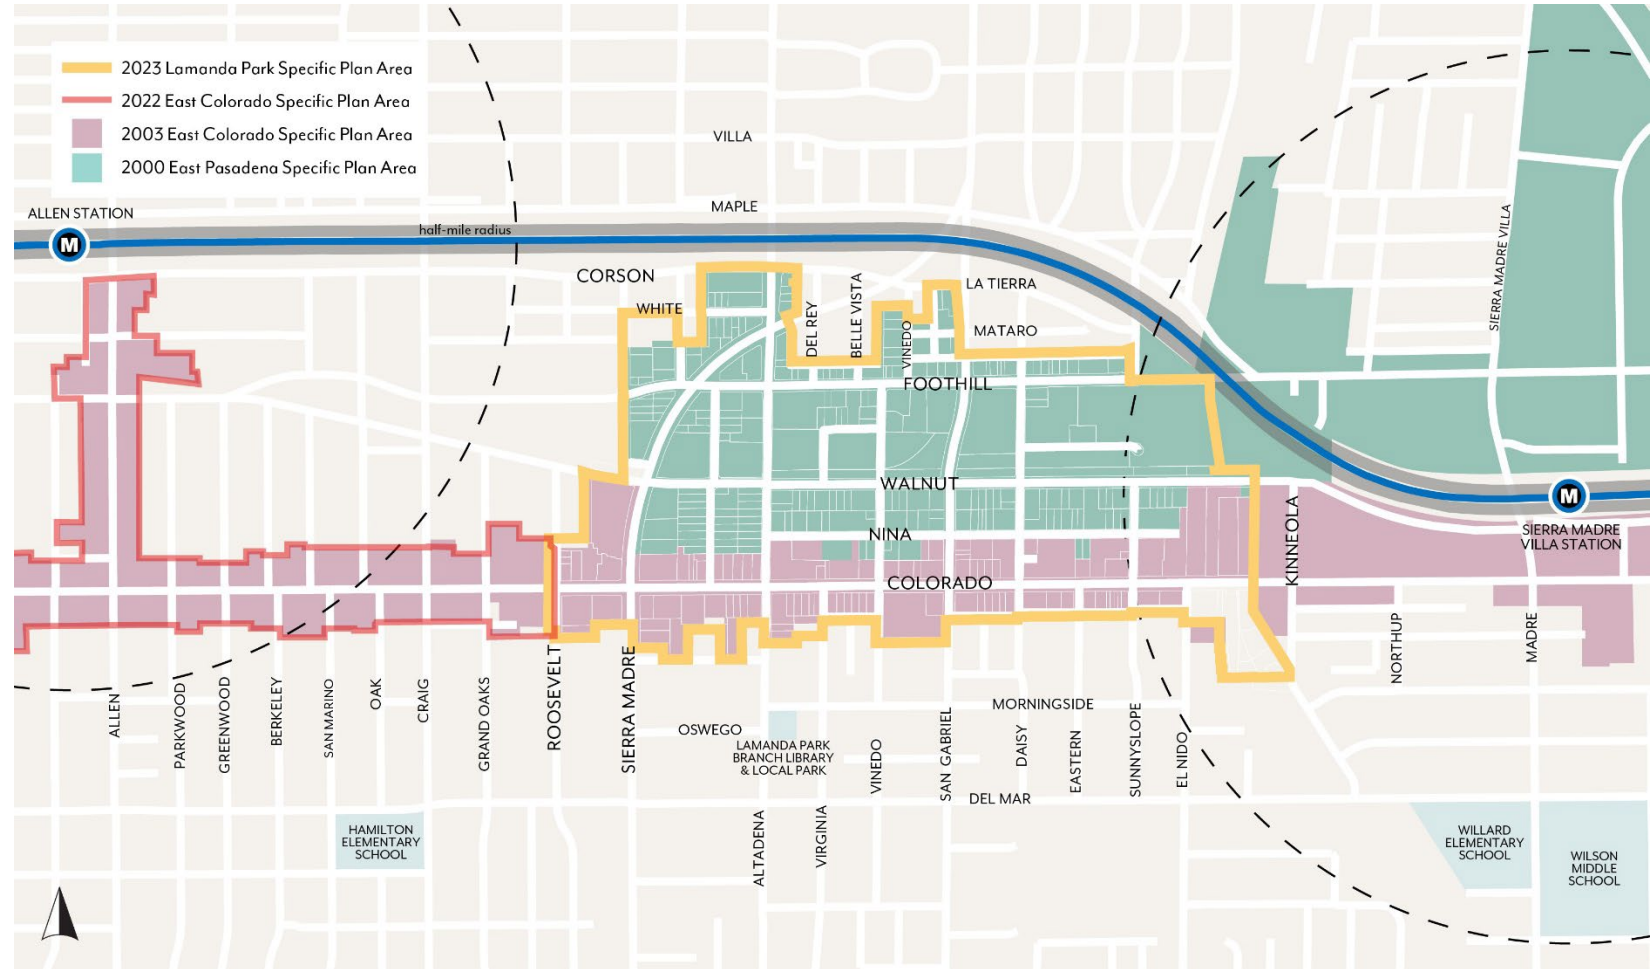 2023 Lamanda Park Specific Plan Area
2022 East Colorado Specific Plan Area
2003 East Colorado Specific Plan Area
2000 East Pasadena Specific Plan Area
VILLA
MAPLE
ALLEN STATION
M
half-mile radius
CORSON
WHITE
LA TIERRA
MATARO
DEL REY
BELLE VISTA
VINEDO
SIERRA MADRE VILLA
FOOTHILL
WALNUT
NINA
COLORADO
KINNEOLA
M
SIERRA MADRE
VILLA STATION
ALLEN
PARKWOOD
GREENWOOD
BERKELEY
SAN MARINO
OAK
CRAIG
GRAND OAKS
ROOSEVELT
SIERRA MADRE
OSWEGO
LAMANDA PARK
BRANCH LIBRARY
& LOCAL PARK
ALTADENA
VIRGINIA
VINEDO
SAN GABRIEL
MORNINGSIDE
DAISY
EASTERN
SUNNYSLOPE
EL NIDO
NORTHUP
MADRE
DEL MAR
HAMILTON
ELEMENTARY
SCHOOL
WILLARD
ELEMENTARY
SCHOOL
WILSON
MIDDLE
SCHOOL